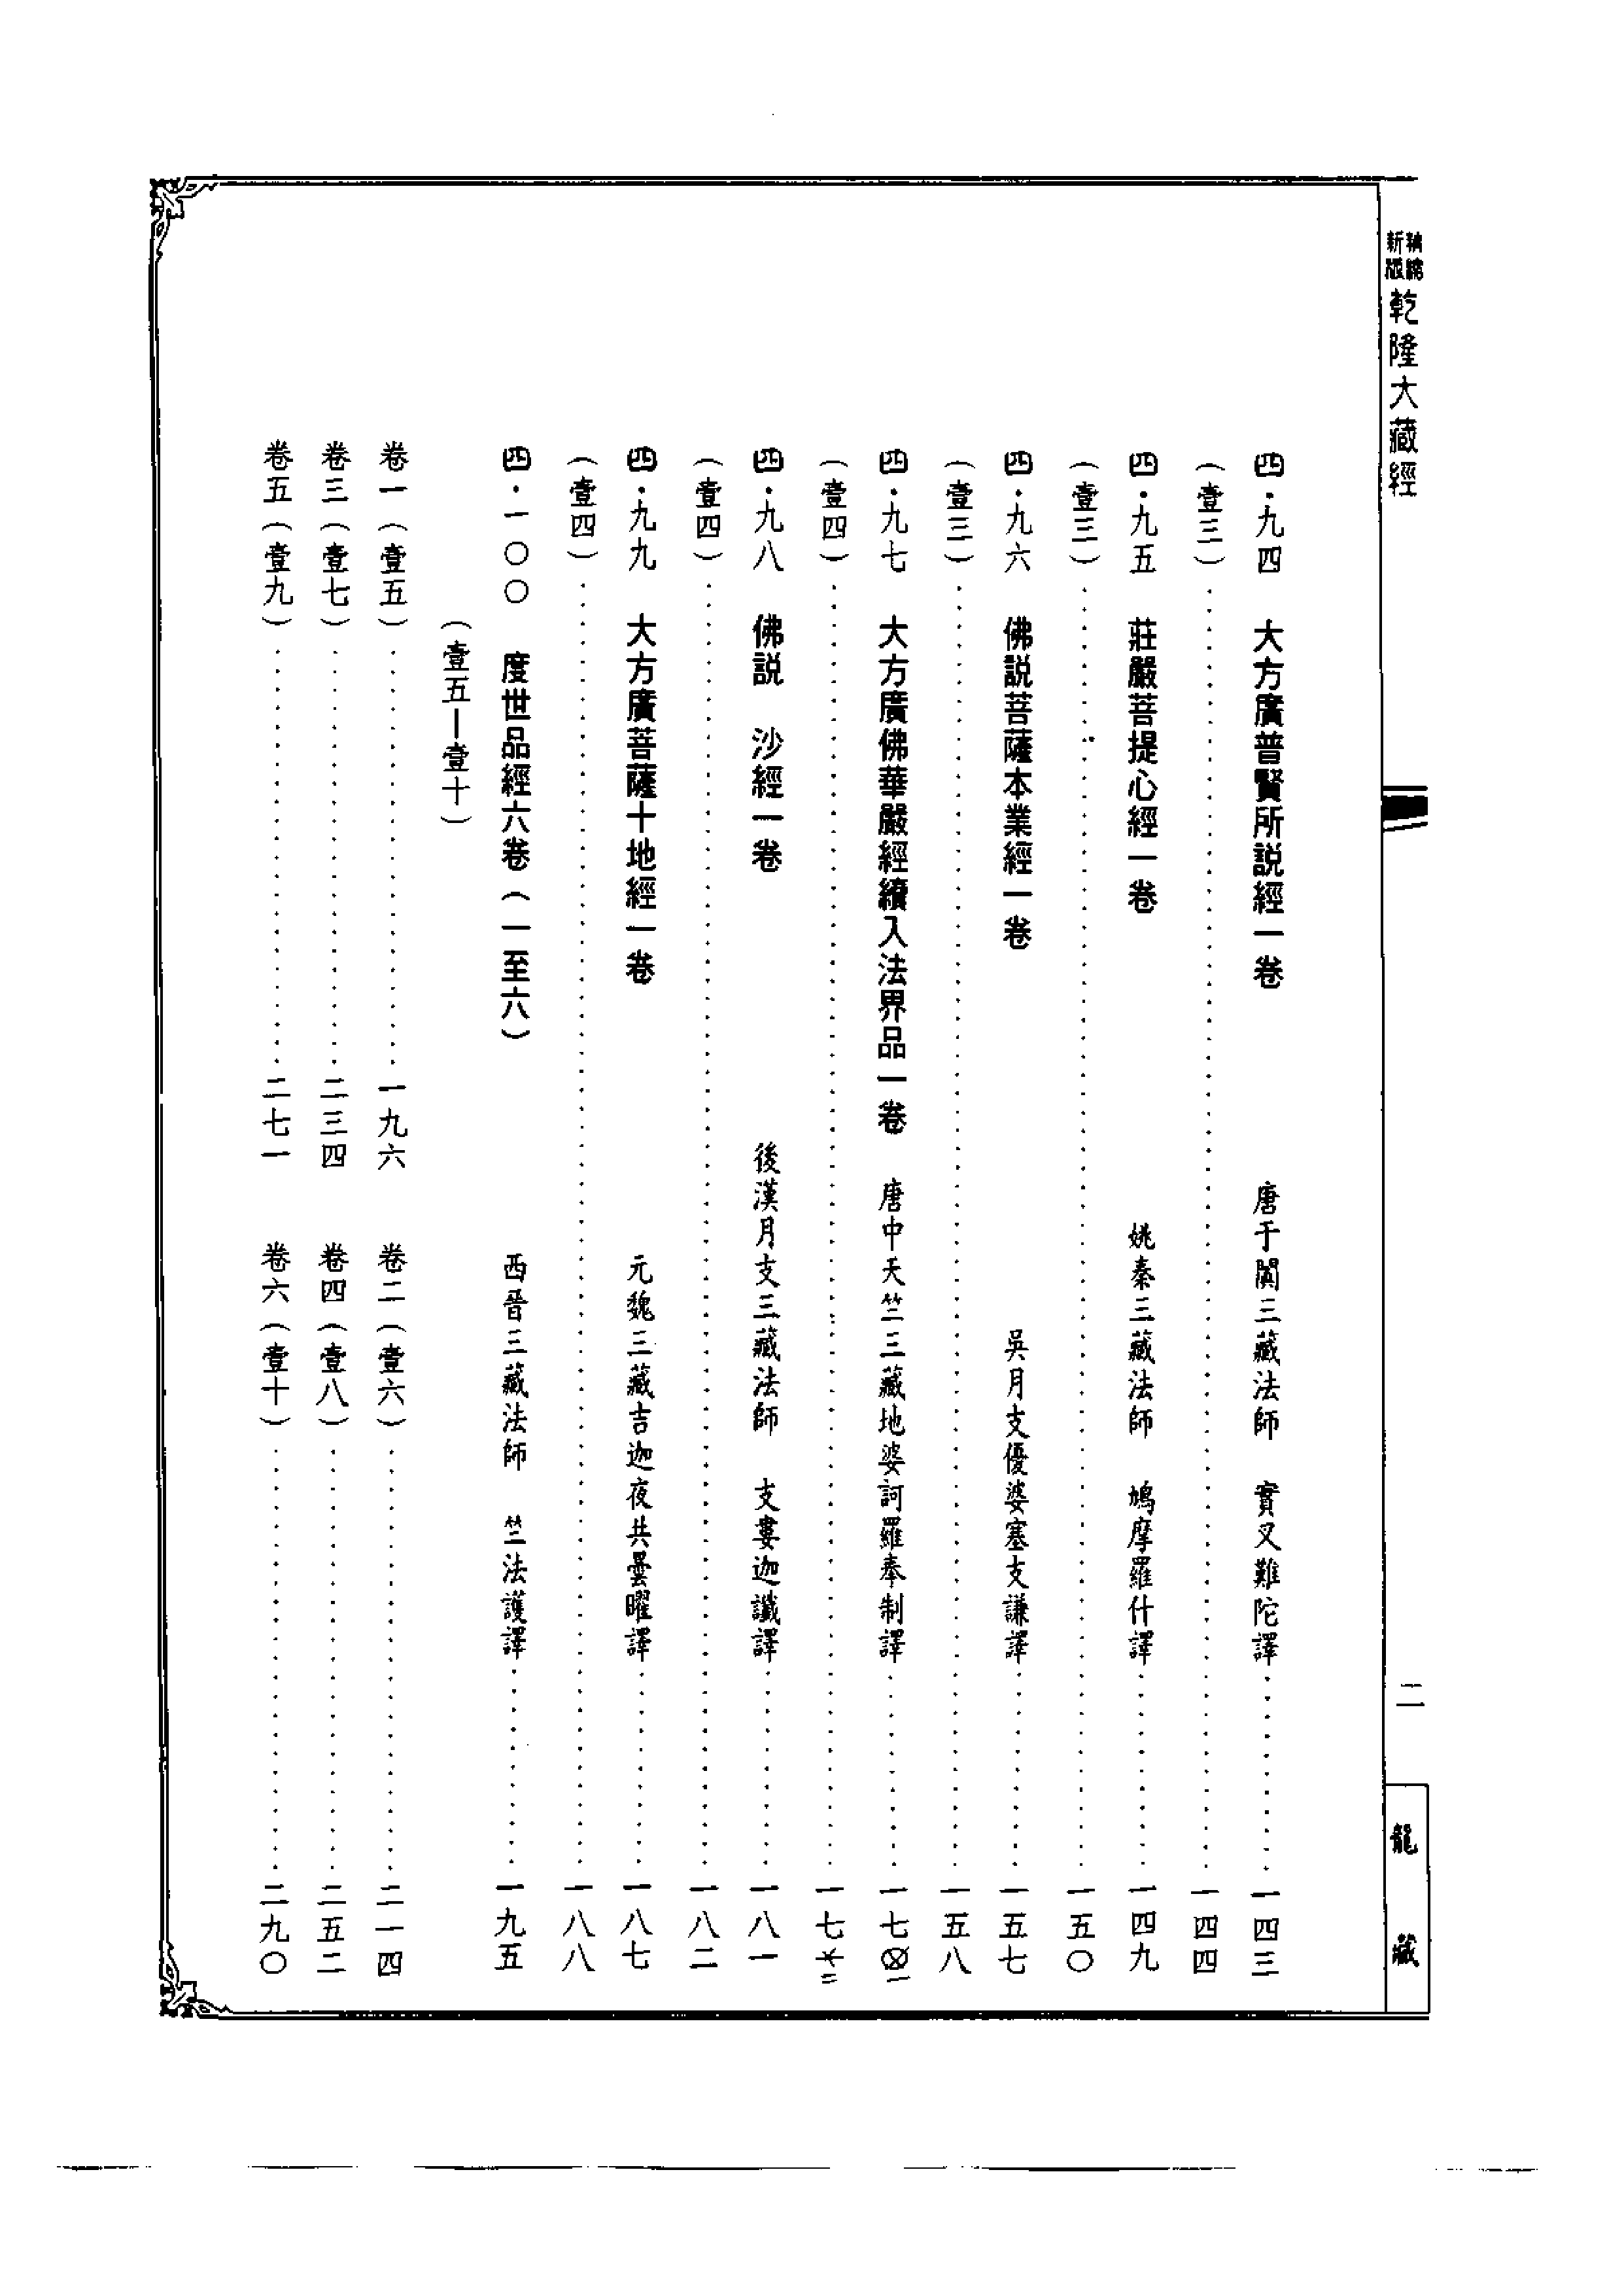 新版 精縮 乾隆大藏經
二
龍藏
四·九四　大方廣普賢所説經一卷　唐于闐三藏法師　實叉難陀譯……一四三
（壹三）……一四四
四·九五　莊嚴菩提心經一卷　姚秦三藏法師　鳩摩羅什譯……一四九
（壹三）……一五〇
四·九六　佛説菩薩本業經一卷　吳月支優婆塞支謙譯……一五七
（壹三）……一五八
四·九七　大方廣佛華嚴經續入法界品一卷　唐中天竺三藏地婆訶羅奉制譯……一七一
（壹四）……一七二
四·九八　佛説　沙經一卷　後漢月支三藏法師　支婁迦讖譯……一八一
（壹四）……一八二
四·九九　大方廣菩薩十地經一卷　元魏三藏吉迦夜共曇曜譯……一八七
（壹四）……一八八
四·一〇〇　度世品經六卷（一至六）　西晉三藏法師　竺法護譯……一九五
（壹五－壹十）
卷一（壹五）……一九六　卷二（壹六）……二一四
卷三（壹七）……二三四　卷四（壹八）……二五二
卷五（壹九）……二七一　卷六（壹十）……二九〇